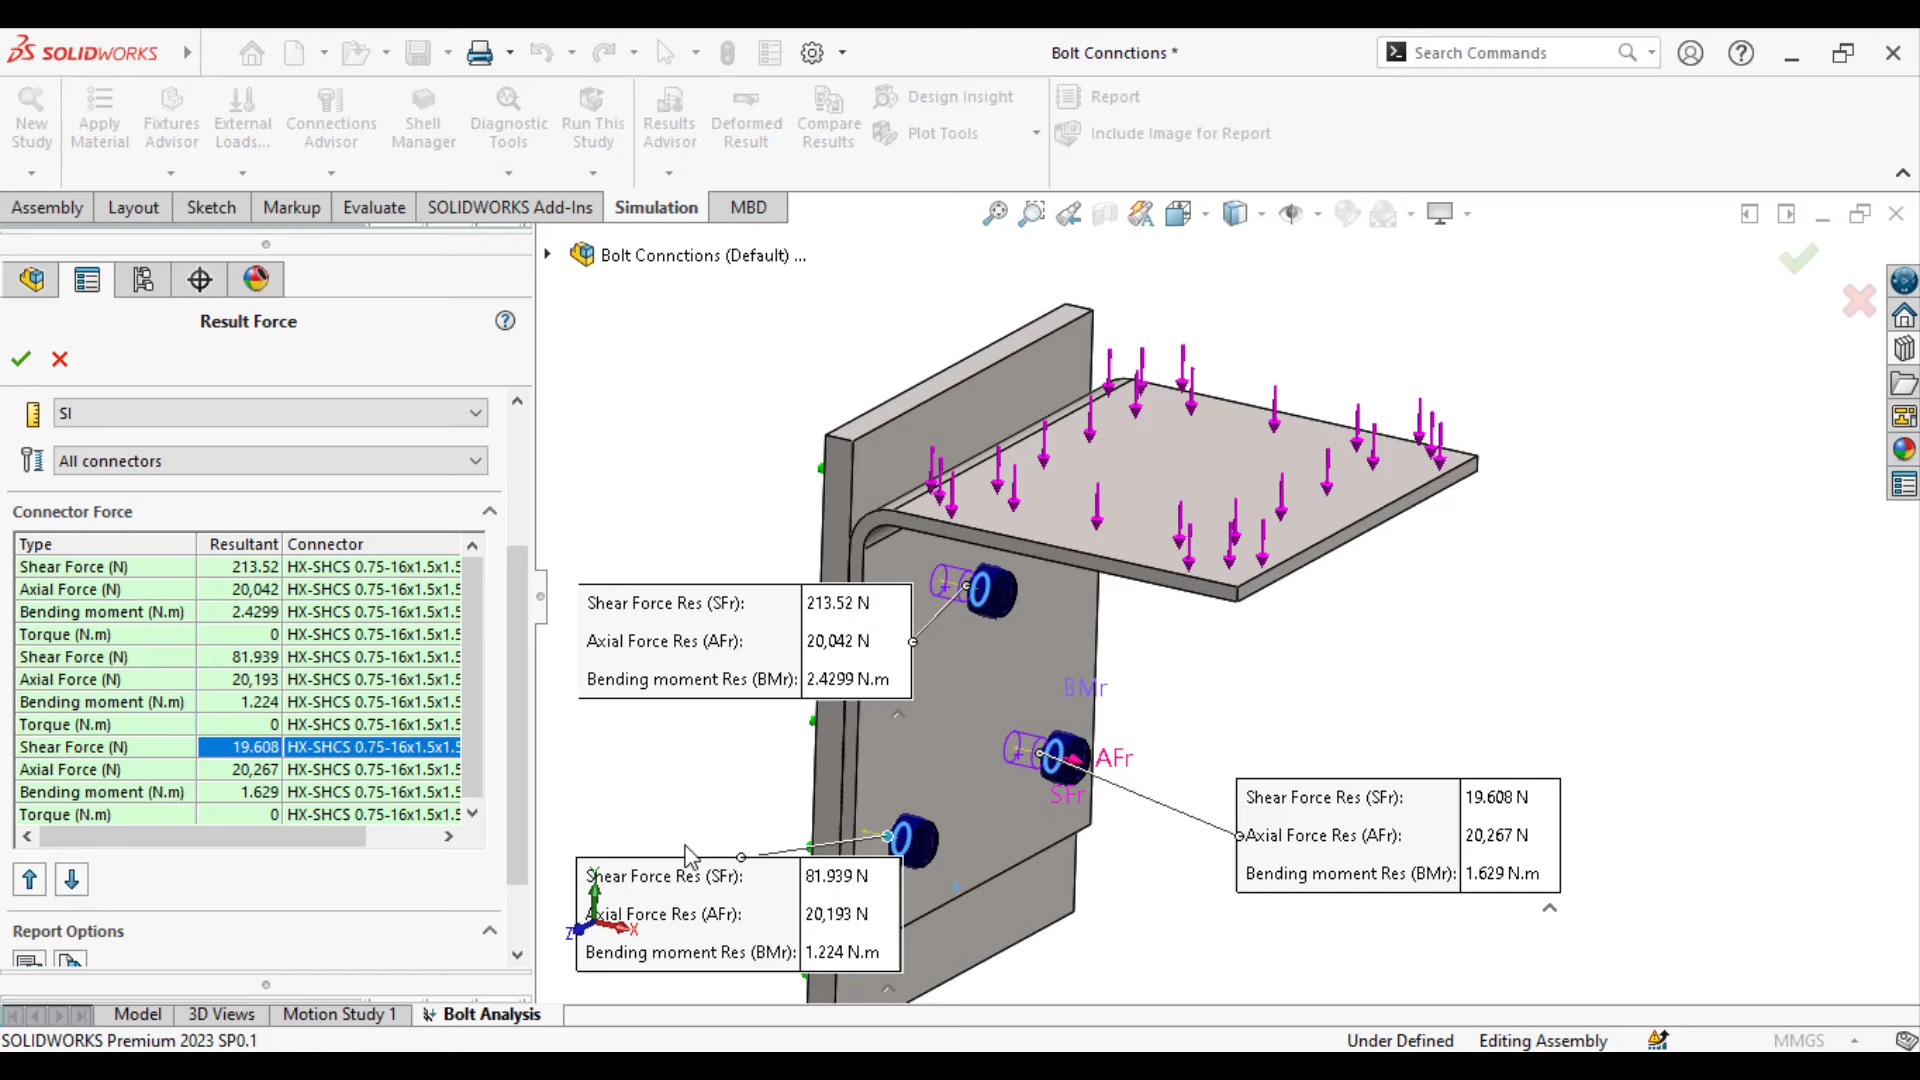 SOLIDWORKS
Bolt Connctions *
Search Commands
New Study
Apply Material
Fixtures Advisor
External Loads...
Connections Advisor
Shell Manager
Diagnostic Tools
Run This Study
Results Advisor
Deformed Result
Compare Results
Design Insight
Plot Tools
Report
Include Image for Report
Assembly Layout Sketch Markup Evaluate SOLIDWORKS Add-Ins Simulation MBD
Bolt Connctions (Default) ...
Result Force
SI
All connectors
Connector Force
Type Resultant Connector
Shear Force (N) 213.52 HX-SHCS 0.75-16x1.5x1.5
Axial Force (N) 20,042 HX-SHCS 0.75-16x1.5x1.5
Bending moment (N.m) 2.4299 HX-SHCS 0.75-16x1.5x1.5
Torque (N.m) 0 HX-SHCS 0.75-16x1.5x1.5
Shear Force (N) 81.939 HX-SHCS 0.75-16x1.5x1.5
Axial Force (N) 20,193 HX-SHCS 0.75-16x1.5x1.5
Bending moment (N.m) 1.224 HX-SHCS 0.75-16x1.5x1.5
Torque (N.m) 0 HX-SHCS 0.75-16x1.5x1.5
Shear Force (N) 19.608 HX-SHCS 0.75-16x1.5x1.5
Axial Force (N) 20,267 HX-SHCS 0.75-16x1.5x1.5
Bending moment (N.m) 1.629 HX-SHCS 0.75-16x1.5x1.5
Torque (N.m) 0 HX-SHCS 0.75-16x1.5x1.5
Report Options
Shear Force Res (SFr): 213.52 N
Axial Force Res (AFr): 20,042 N
Bending moment Res (BMr): 2.4299 N.m
BMr
AFr
SFr
Shear Force Res (SFr): 19.608 N
Axial Force Res (AFr): 20,267 N
Bending moment Res (BMr): 1.629 N.m
Shear Force Res (SFr): 81.939 N
Axial Force Res (AFr): 20,193 N
Bending moment Res (BMr): 1.224 N.m
Y
X
Z
Model 3D Views Motion Study 1 Bolt Analysis
SOLIDWORKS Premium 2023 SP0.1
Under Defined Editing Assembly MMGS